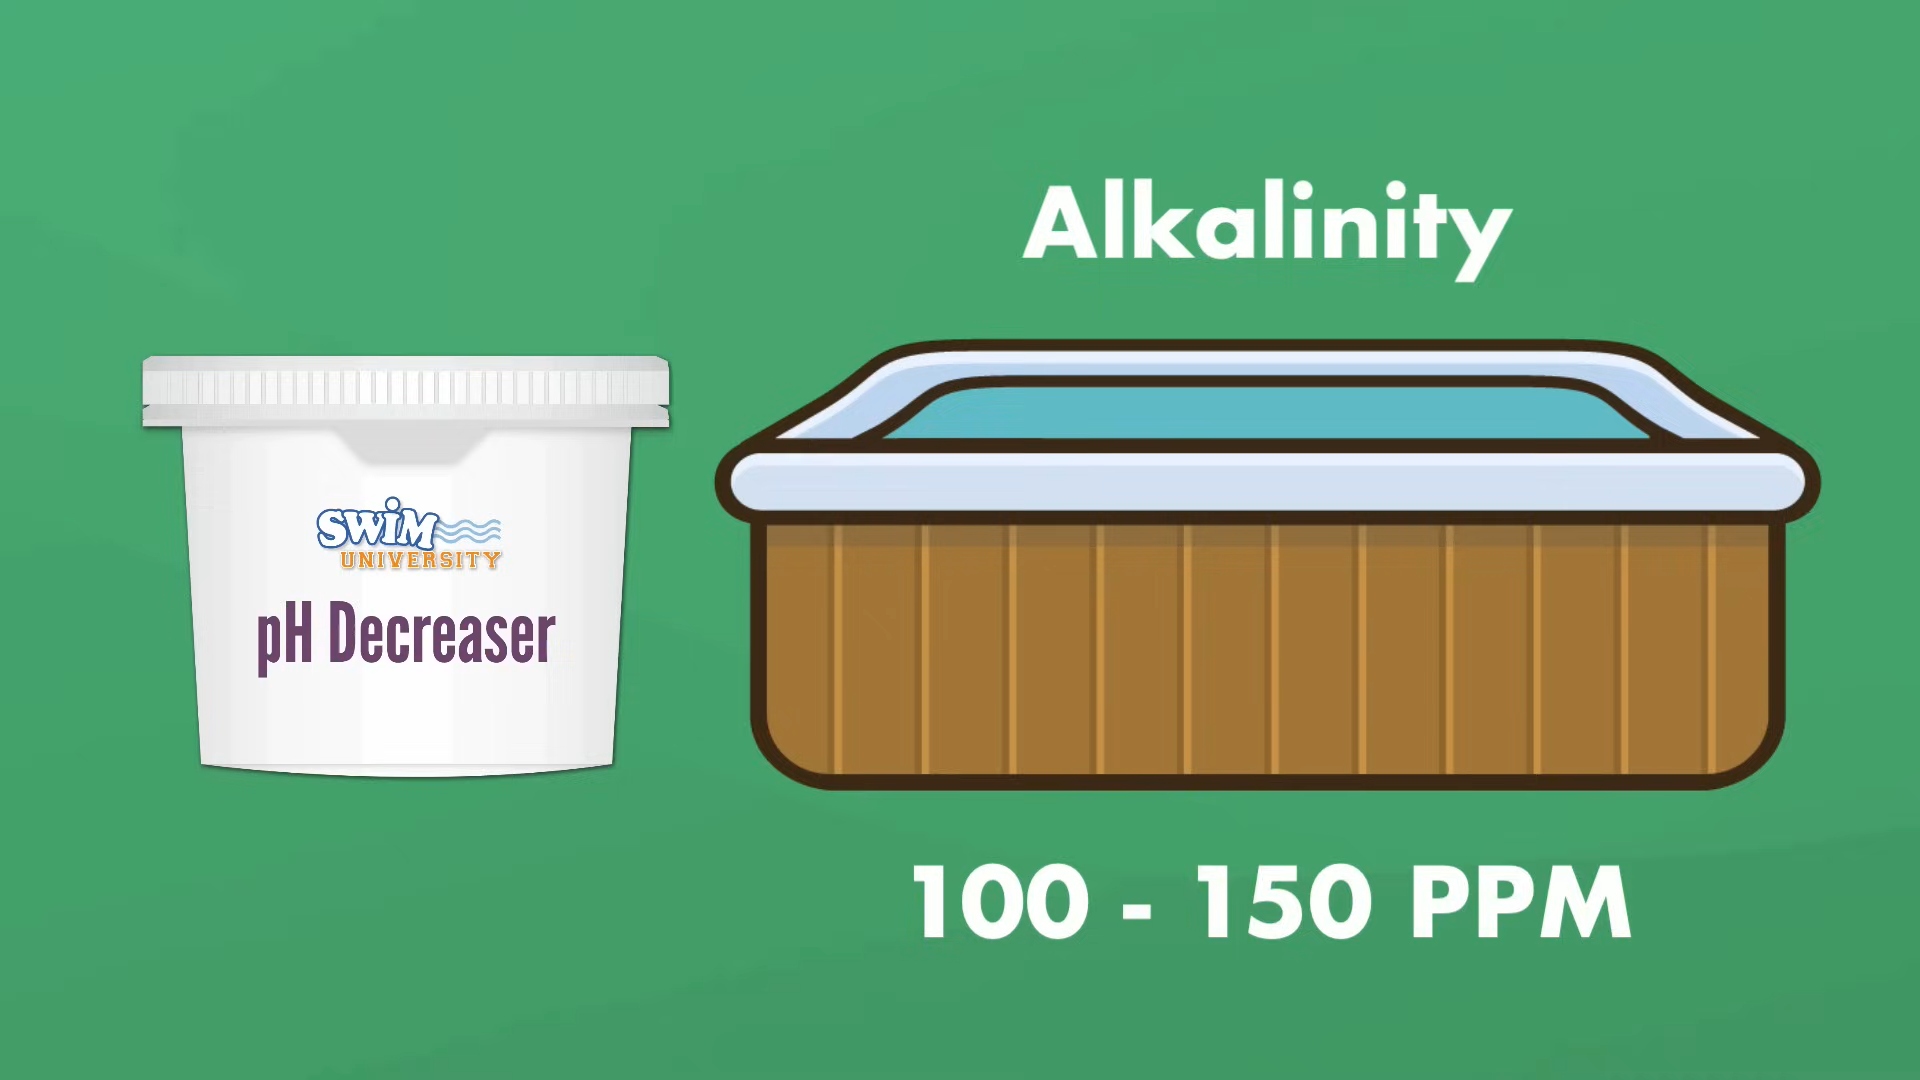 Alkalinity
SWiM
UNIVERSITY
pH Decreaser
100 - 150 PPM